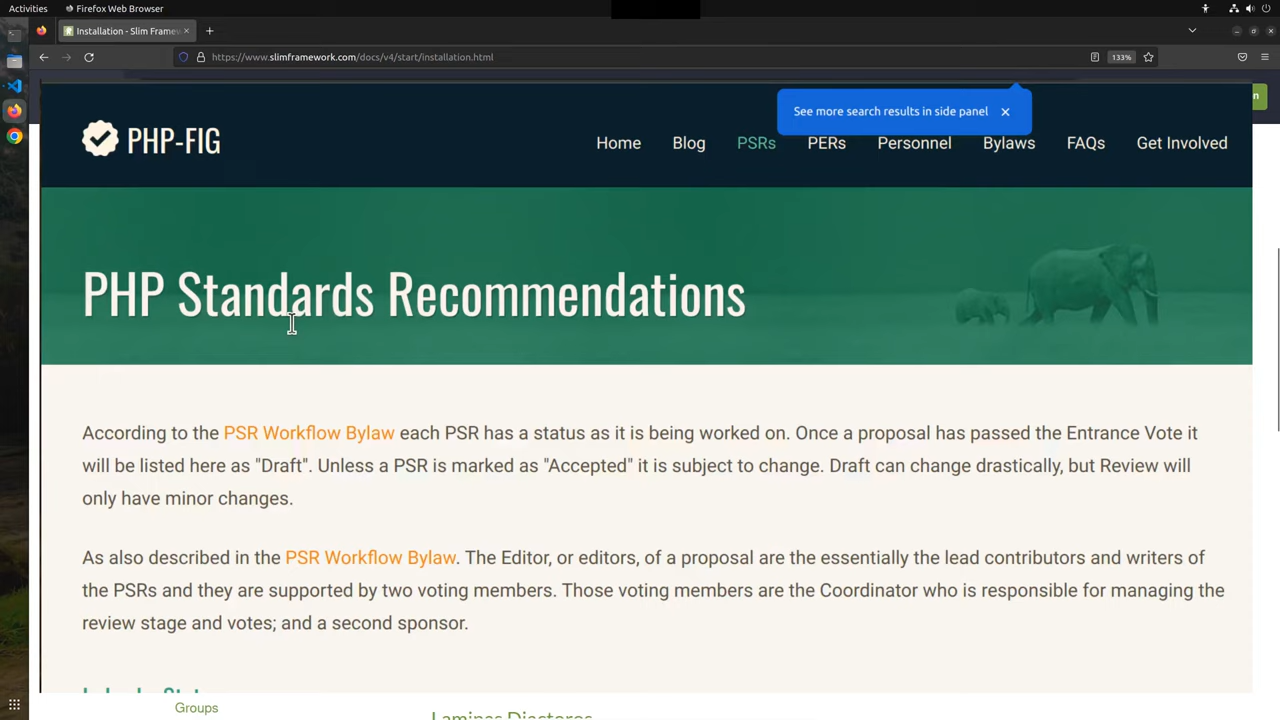 Activities Firefox Web Browser
Installation - Slim Framew
https://www.slimframework.com/docs/v4/start/installation.html 133%
See more search results in side panel
PHP-FIG Home Blog PSRs PERs Personnel Bylaws FAQs Get Involved
PHP Standards Recommendations
According to the PSR Workflow Bylaw each PSR has a status as it is being worked on. Once a proposal has passed the Entrance Vote it
will be listed here as "Draft". Unless a PSR is marked as "Accepted" it is subject to change. Draft can change drastically, but Review will
only have minor changes.
As also described in the PSR Workflow Bylaw. The Editor, or editors, of a proposal are the essentially the lead contributors and writers of
the PSRs and they are supported by two voting members. Those voting members are the Coordinator who is responsible for managing the
review stage and votes; and a second sponsor.
Groups
Laminas Diactoros